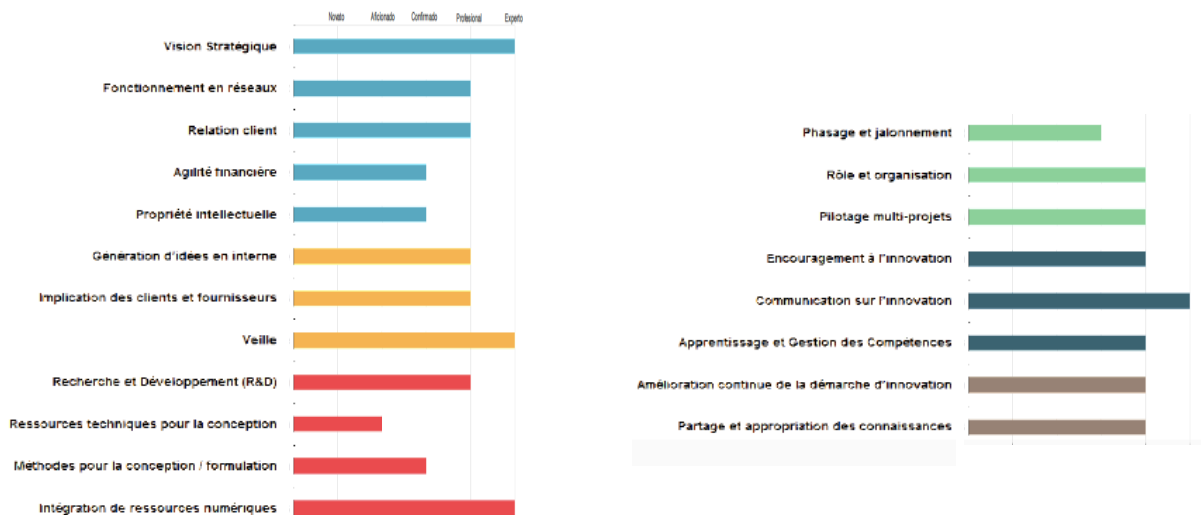 Novato Aficionado Confirmado Profesional Experto
Vision Stratégique
Fonctionnement en réseaux
Relation client
Agilité financière
Propriété intellectuelle
Génération d'idées en interne
Implication des clients et fournisseurs
Veille
Recherche et Développement (R&D)
Ressources techniques pour la conception
Méthodes pour la conception / formulation
Intégration de ressources numériques
Phasage et jalonnement
Rôle et organisation
Pilotage multi-projets
Encouragement à l'innovation
Communication sur l'innovation
Apprentissage et Gestion des Compétences
Amélioration continue de la démarche d'innovation
Partage et appropriation des connaissances